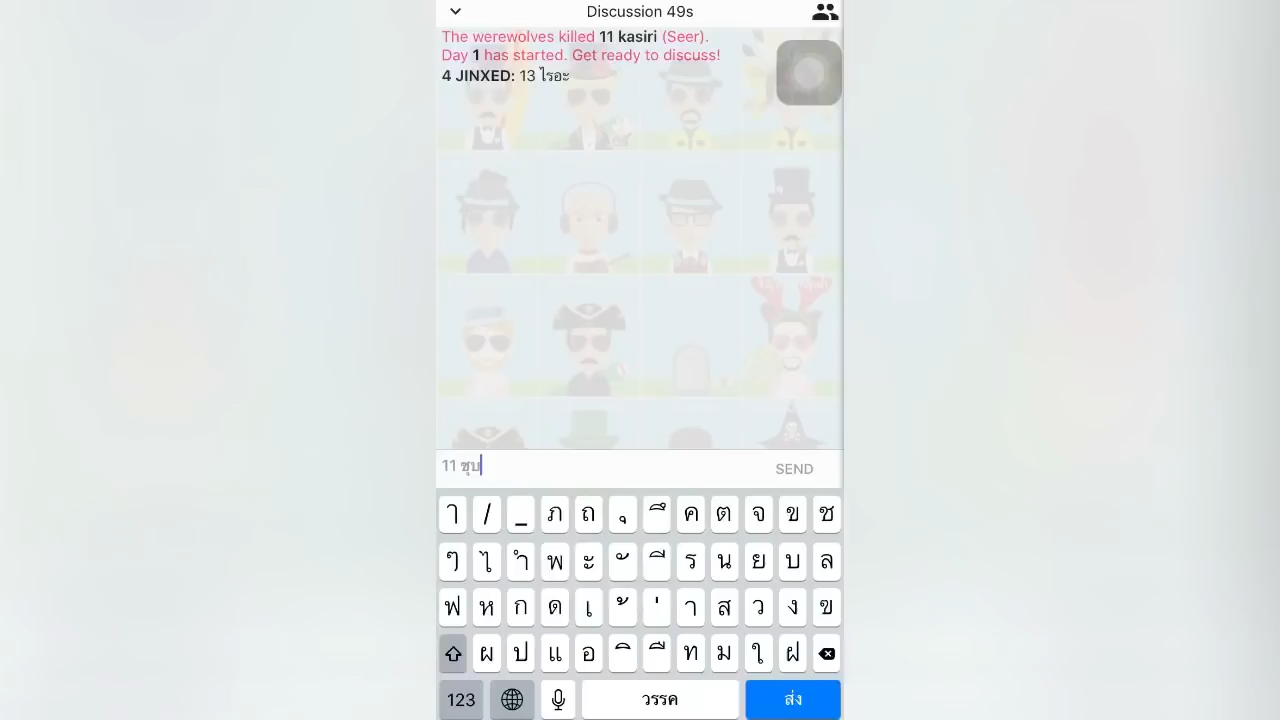 Discussion 49s
The werewolves killed 11 kasiri (Seer).
Day 1 has started. Get ready to discuss!
4 JINXED: 13 ไรอะ
11 ชุบ
SEND
ๅ / _ ภ ถ ุ ึ ค ต จ ข ช
ๆ ไ ำ พ ะ ั ี ร น ย บ ล
ฟ ห ก ด เ ้ ่ า ส ว ง ฃ
ผ ป แ อ ิ ื ท ม ใ ฝ
123 วรรค ส่ง